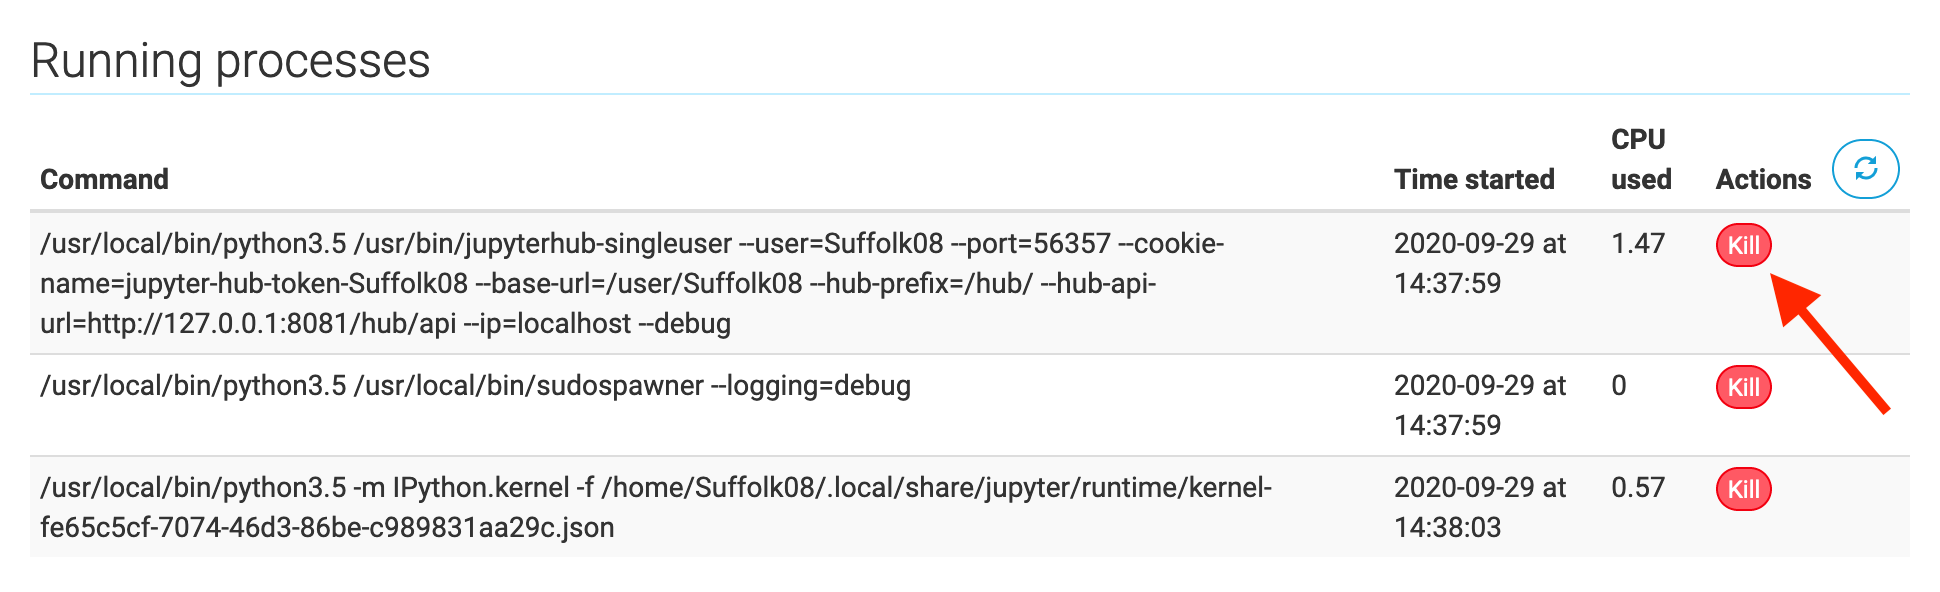 Running processes
Command
Time started
CPU
used
Actions
/usr/local/bin/python3.5 /usr/bin/jupyterhub-singleuser --user=Suffolk08 --port=56357 --cookie-
name=jupyter-hub-token-Suffolk08 --base-url=/user/Suffolk08 --hub-prefix=/hub/ --hub-api-
url=http://127.0.0.1:8081/hub/api --ip=localhost --debug
2020-09-29 at
14:37:59
1.47
Kill
/usr/local/bin/python3.5 /usr/local/bin/sudospawner --logging=debug
2020-09-29 at
14:37:59
0
Kill
/usr/local/bin/python3.5 -m IPython.kernel -f /home/Suffolk08/.local/share/jupyter/runtime/kernel-
fe65c5cf-7074-46d3-86be-c989831aa29c.json
2020-09-29 at
14:38:03
0.57
Kill